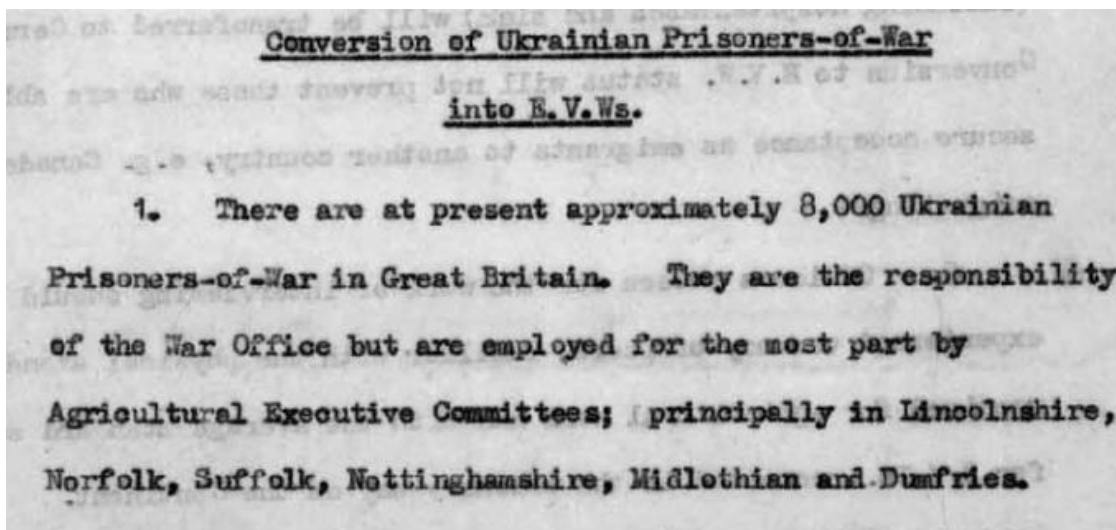 Conversion of Ukrainian Prisoners-of-War
into E.V.Ws.
1. There are at present approximately 8,000 Ukrainian
Prisoners-of-War in Great Britain. They are the responsibility
of the War Office but are employed for the most part by
Agricultural Executive Committees; principally in Lincolnshire,
Norfolk, Suffolk, Nottinghamshire, Midlothian and Dumfries.